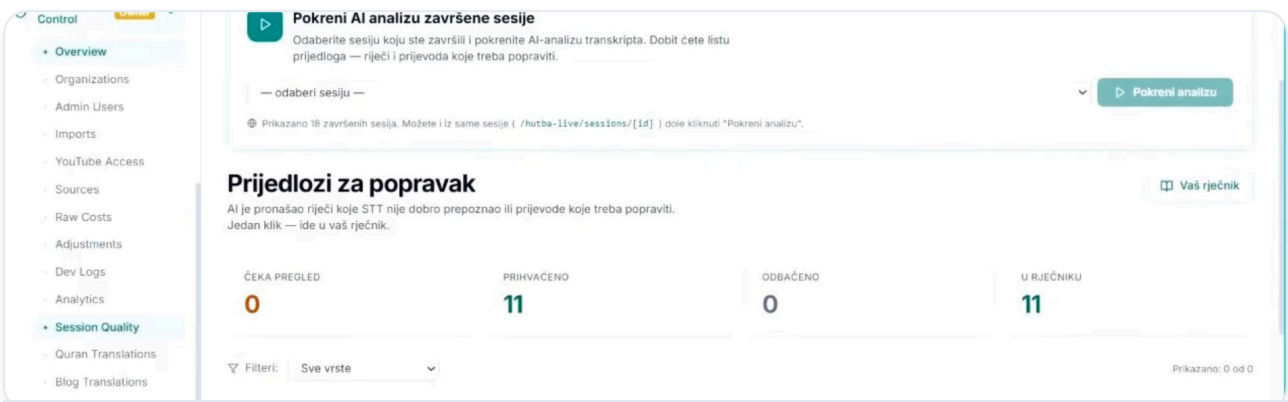 Control
Owner
Overview
Organizations
Admin Users
Imports
YouTube Access
Sources
Raw Costs
Adjustments
Dev Logs
Analytics
Session Quality
Quran Translations
Blog Translations
Pokreni AI analizu završene sesije
Odaberite sesiju koju ste završili i pokrenite AI-analizu transkripta. Dobit ćete listu
prijedloga — riječi i prijevoda koje treba popraviti.
— odaberi sesiju —
Pokreni analizu
Prikazano 18 završenih sesija. Možete i iz same sesije ( /hutba-live/sessions/[id] ) dole kliknuti "Pokreni analizu".
Prijedlozi za popravak
Vaš rječnik
AI je pronašao riječi koje STT nije dobro prepoznao ili prijevode koje treba popraviti.
Jedan klik — ide u vaš rječnik.
ČEKA PREGLED
0
PRIHVAĆENO
11
ODBAČENO
0
U RJEČNIKU
11
Filteri:
Sve vrste
Prikazano: 0 od 0